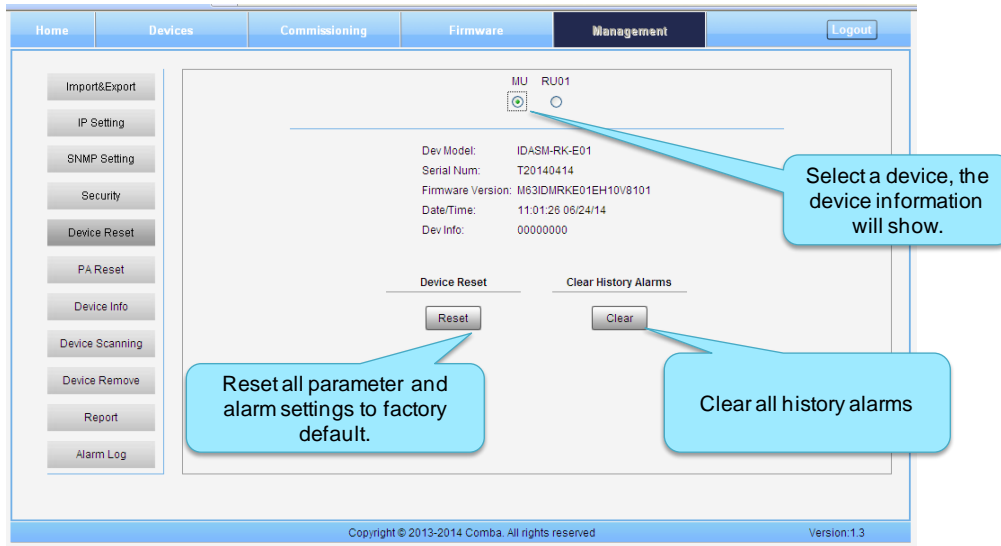 Home Devices Commissioning Firmware Management Logout
Import&Export
IP Setting
SNMP Setting
Security
Device Reset
PA Reset
Device Info
Device Scanning
Device Remove
Report
Alarm Log
MU RU01
Dev Model: IDASM-RK-E01
Serial Num: T20140414
Firmware Version: M63IDMRKE01EH10V8101
Date/Time: 11:01:26 06/24/14
Dev Info: 00000000
Select a device, the
device information
will show.
Device Reset Clear History Alarms
Reset Clear
Reset all parameter and
alarm settings to factory
default.
Clear all history alarms
Copyright © 2013-2014 Comba. All rights reserved Version:1.3